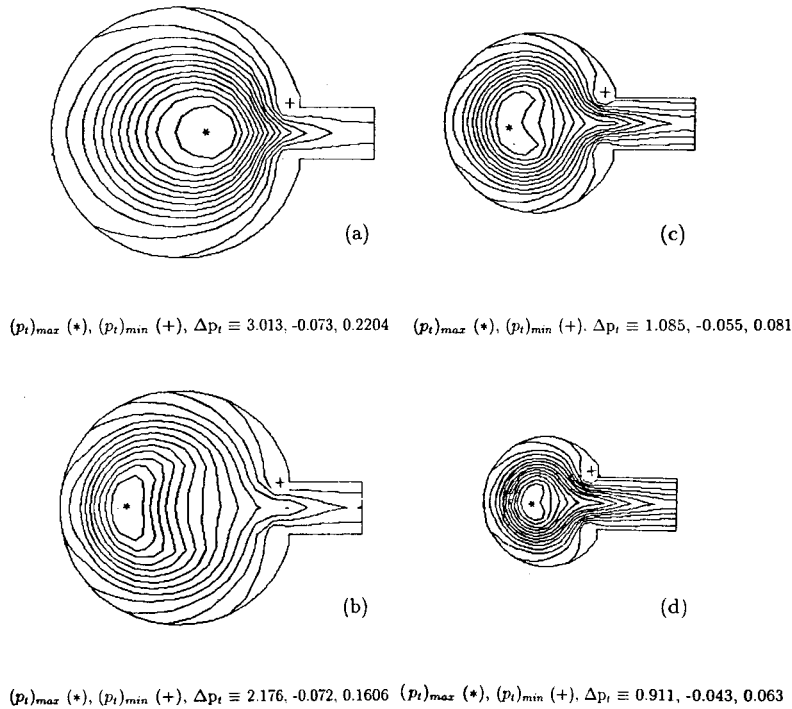 (a)
(c)
(p_t)_max (*), (p_t)_min (+), Δp_t ≡ 3.013, -0.073, 0.2204
(p_t)_max (*), (p_t)_min (+). Δp_t ≡ 1.085, -0.055, 0.081
(b)
(d)
(p_t)_max (*), (p_t)_min (+), Δp_t ≡ 2.176, -0.072, 0.1606
(p_t)_max (*), (p_t)_min (+), Δp_t ≡ 0.911, -0.043, 0.063